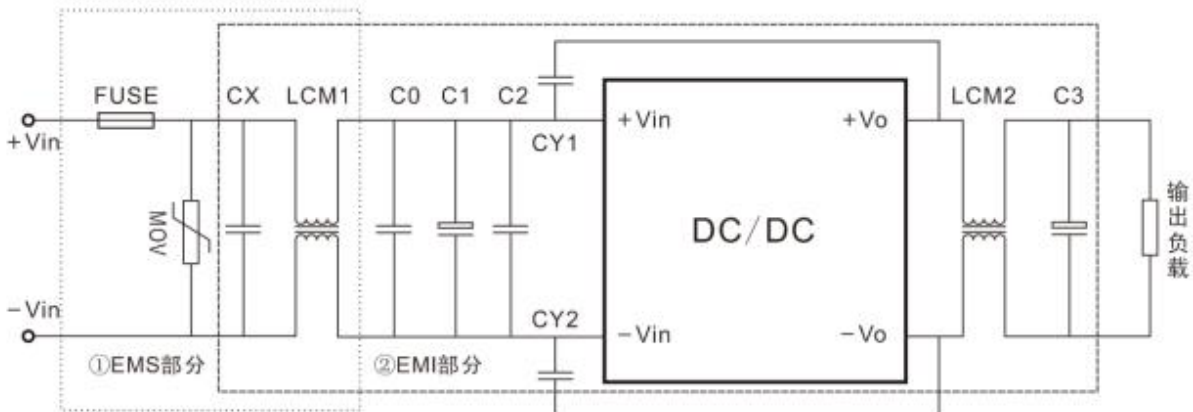 FUSE
CX
LCM1
C0
C1
C2
LCM2
C3
+Vin
CY1
+Vin
+Vo
MOV
DC/DC
输出负载
-Vin
CY2
-Vin
-Vo
①EMS部分
②EMI部分